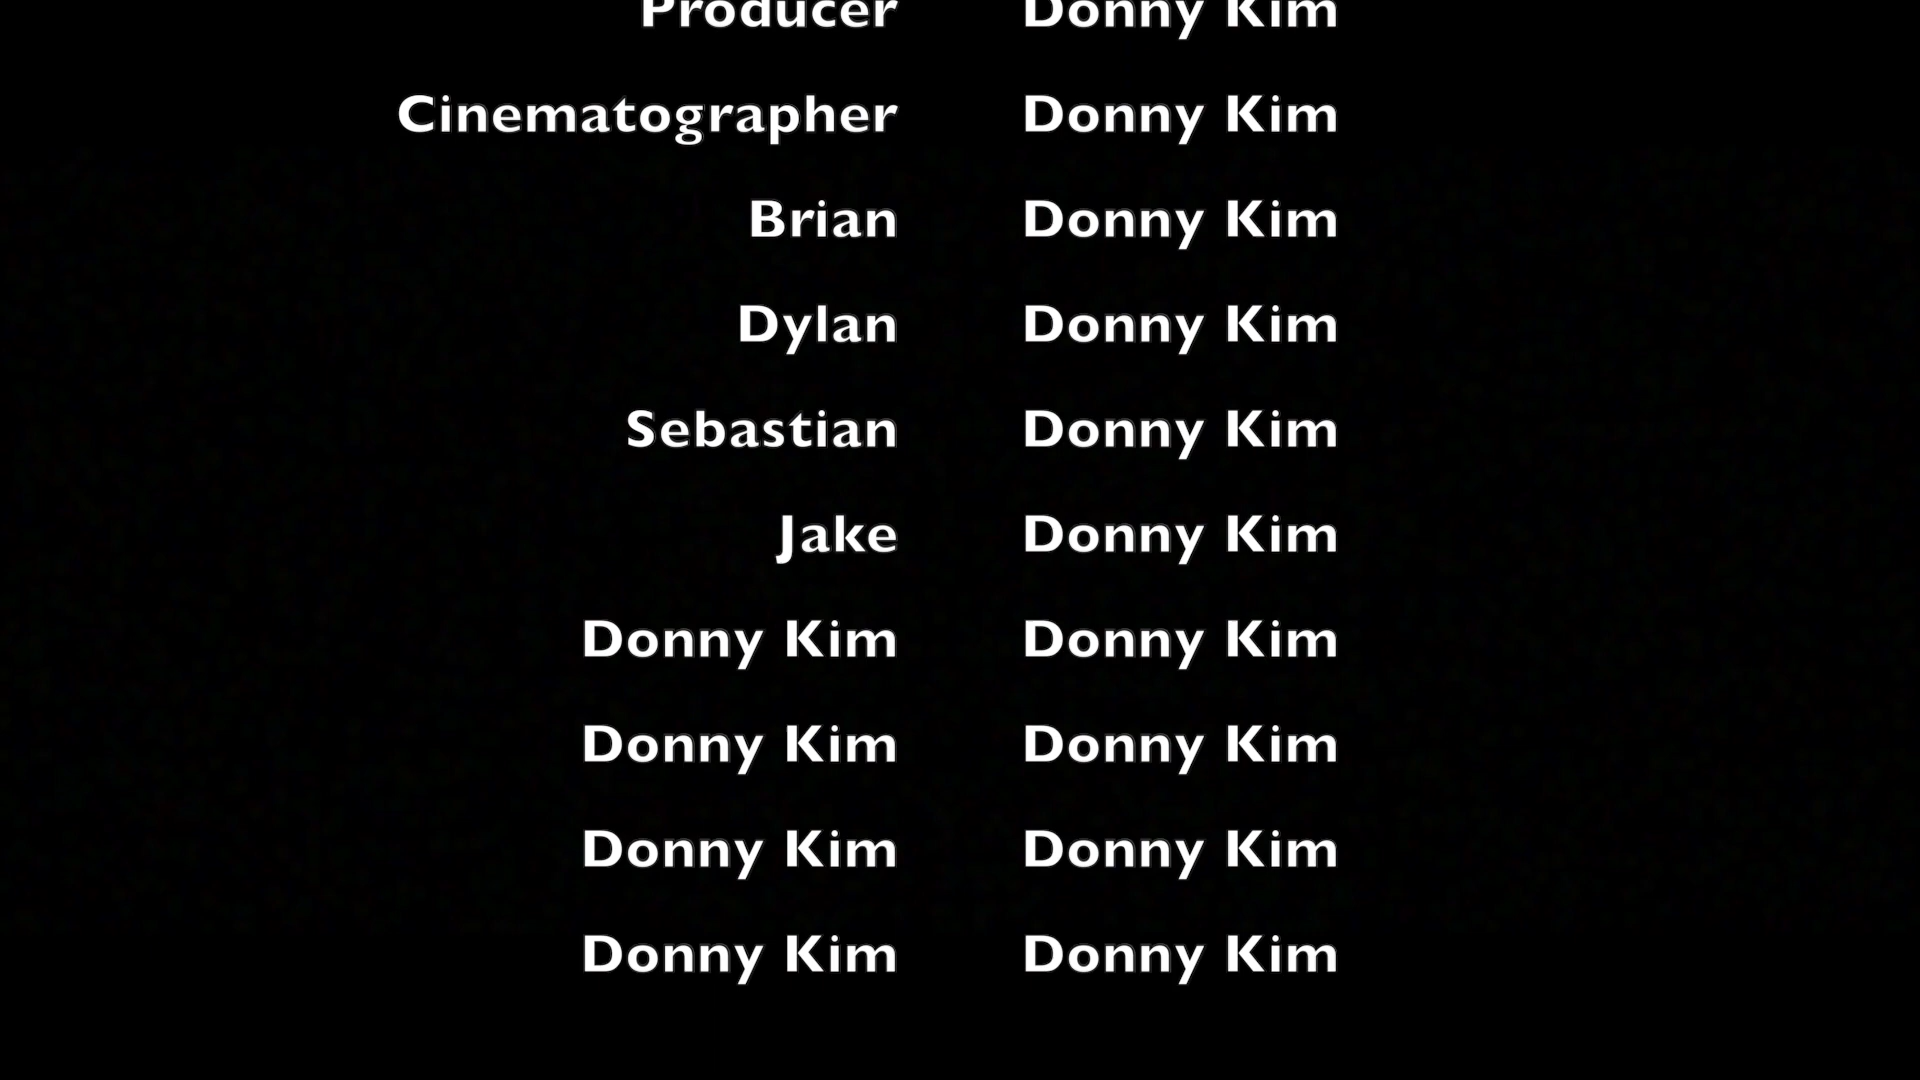 Producer Donny Kim
Cinematographer Donny Kim
Brian Donny Kim
Dylan Donny Kim
Sebastian Donny Kim
Jake Donny Kim
Donny Kim Donny Kim
Donny Kim Donny Kim
Donny Kim Donny Kim
Donny Kim Donny Kim